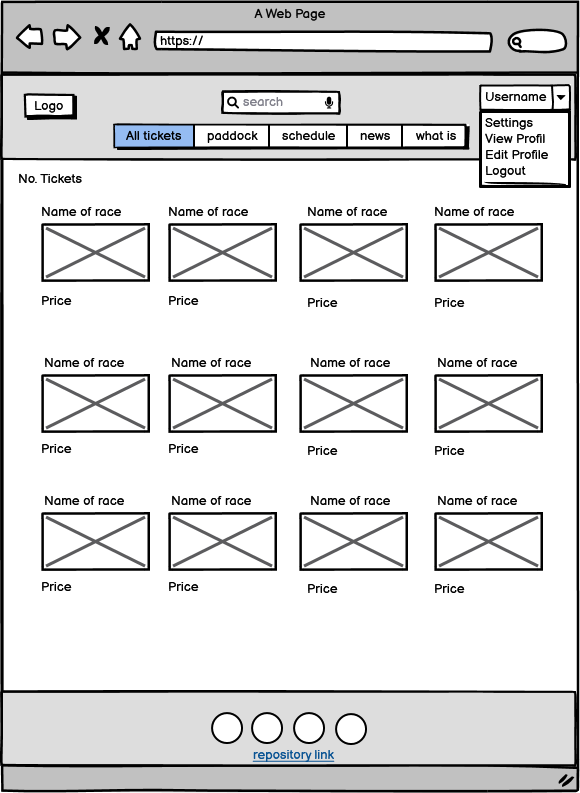 A Web Page
https://
Logo
search
Username
All tickets paddock schedule news what is
Settings
View Profil
Edit Profile
Logout
No. Tickets
Name of race Name of race Name of race Name of race
Price Price Price Price
Name of race Name of race Name of race Name of race
Price Price Price Price
Name of race Name of race Name of race Name of race
Price Price Price Price
repository link